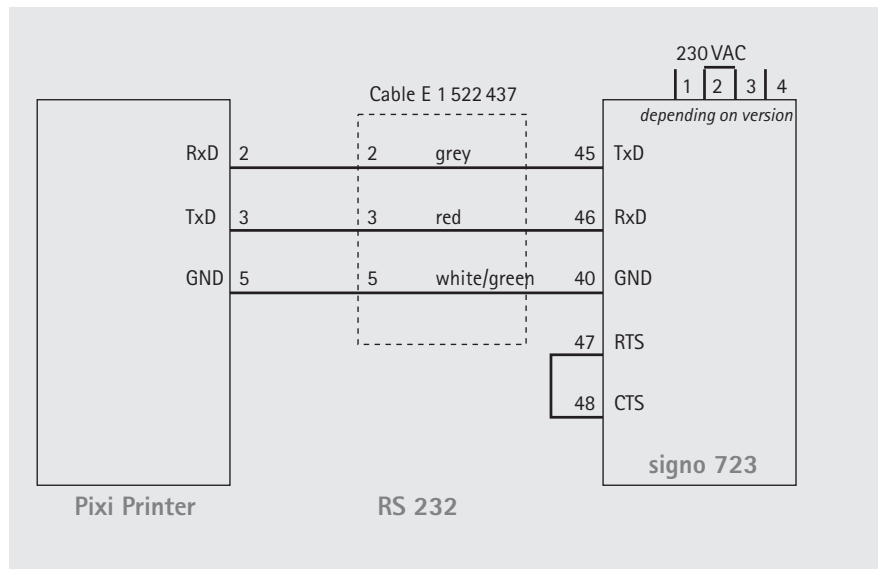 230 VAC
1 2 3 4
depending on version
Cable E 1 522 437
RxD 2 2 grey 45 TxD
TxD 3 3 red 46 RxD
GND 5 5 white/green 40 GND
47 RTS
48 CTS
signo 723
Pixi Printer RS 232